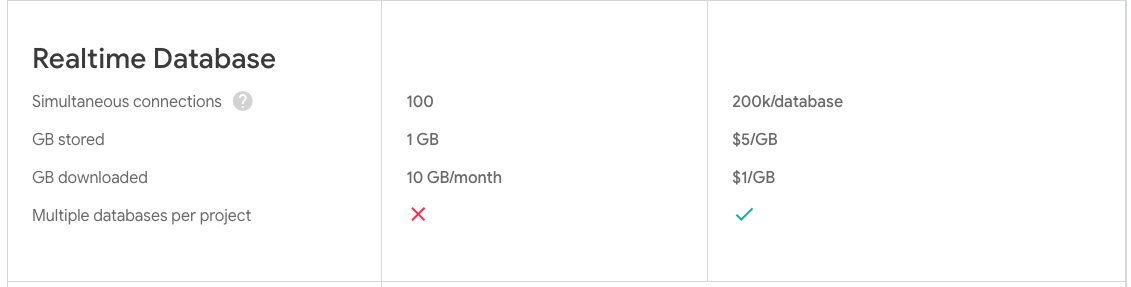 Realtime Database
Simultaneous connections ? 100 200k/database
GB stored 1 GB $5/GB
GB downloaded 10 GB/month $1/GB
Multiple databases per project